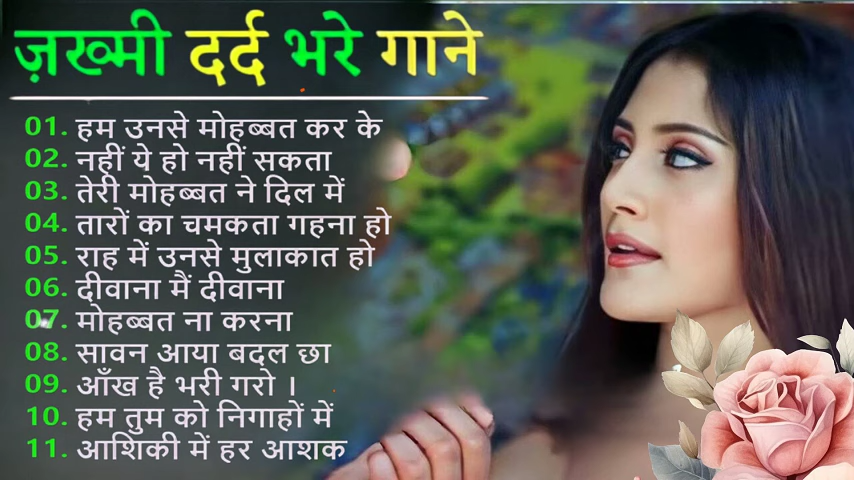 ज़ख्मी दर्द भरे गाने
01. हम उनसे मोहब्बत कर के
02. नहीं ये हो नहीं सकता
03. तेरी मोहब्बत ने दिल में
04. तारों का चमकता गहना हो
05. राह में उनसे मुलाकात हो
06. दीवाना मैं दीवाना
07. मोहब्बत ना करना
08. सावन आया बदल छा
09. आँख है भरी गरो ।
10. हम तुम को निगाहों में
11. आशिकी में हर आशक